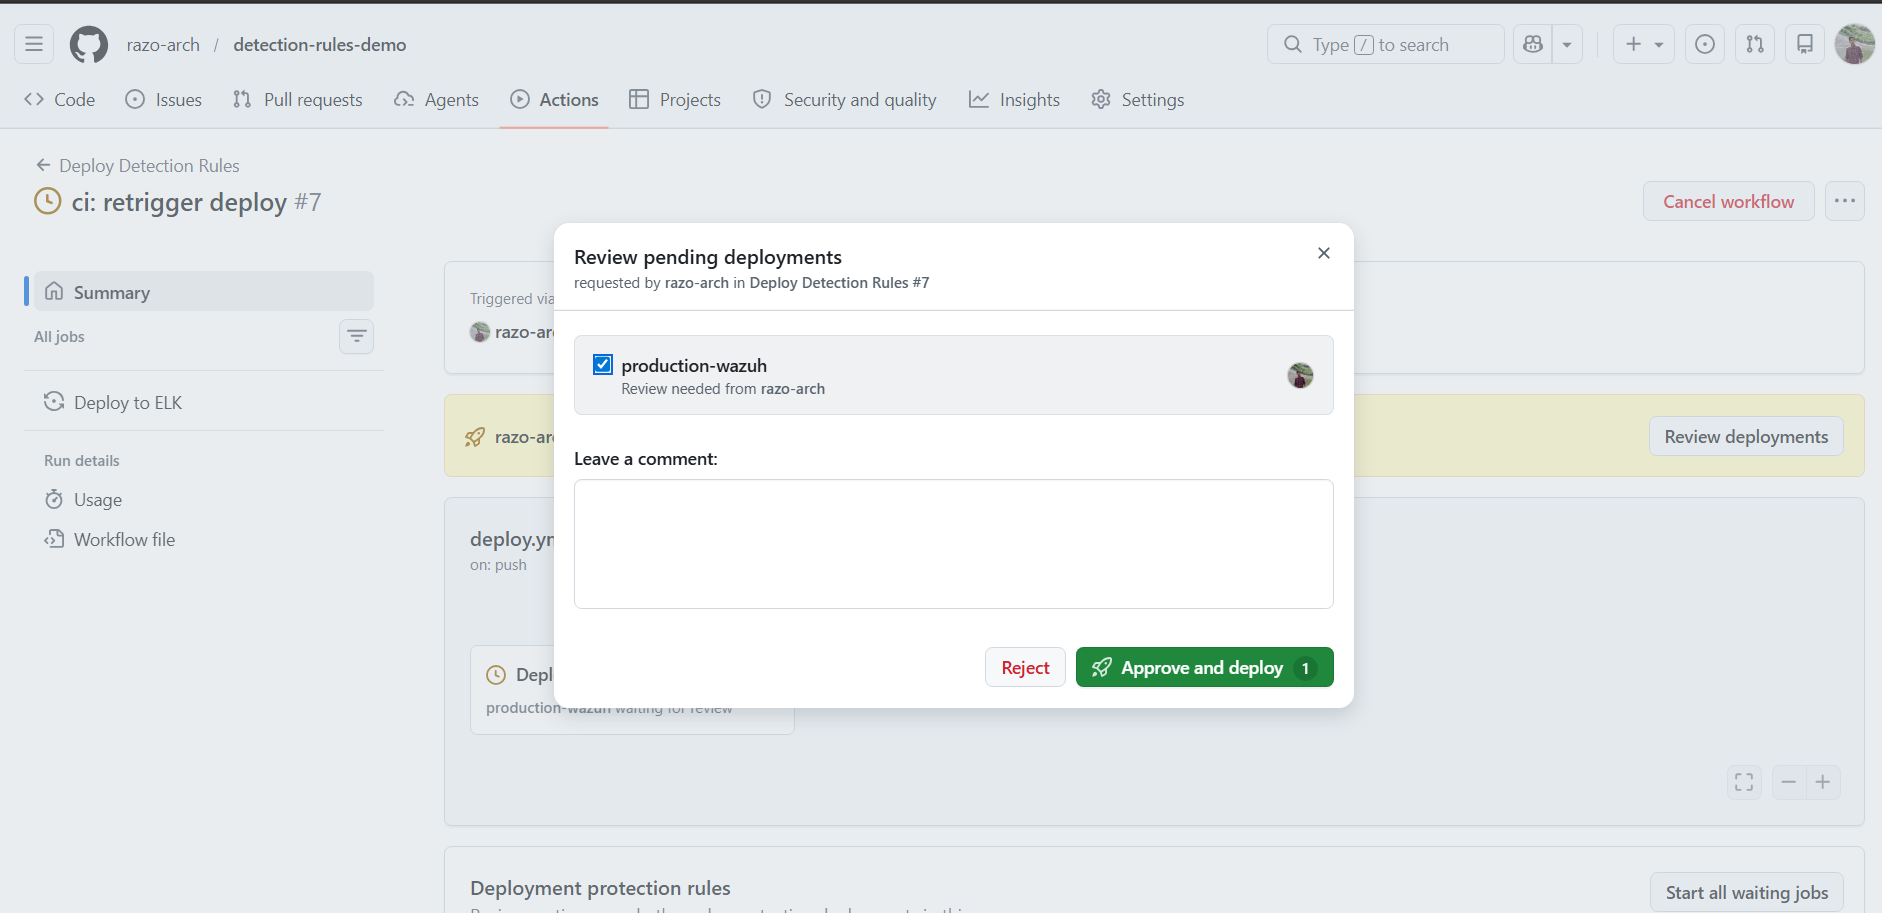 razo-arch / detection-rules-demo
Type / to search
Code
Issues
Pull requests
Agents
Actions
Projects
Security and quality
Insights
Settings
Deploy Detection Rules
ci: retrigger deploy #7
Cancel workflow
Summary
All jobs
Deploy to ELK
Run details
Usage
Workflow file
Triggered via
razo-ar
razo-ar
Review deployments
deploy.y
on: push
Depl
production-wazuh waiting for review
Deployment protection rules
Start all waiting jobs
Review pending deployments
requested by razo-arch in Deploy Detection Rules #7
production-wazuh
Review needed from razo-arch
Leave a comment:
Reject
Approve and deploy 1